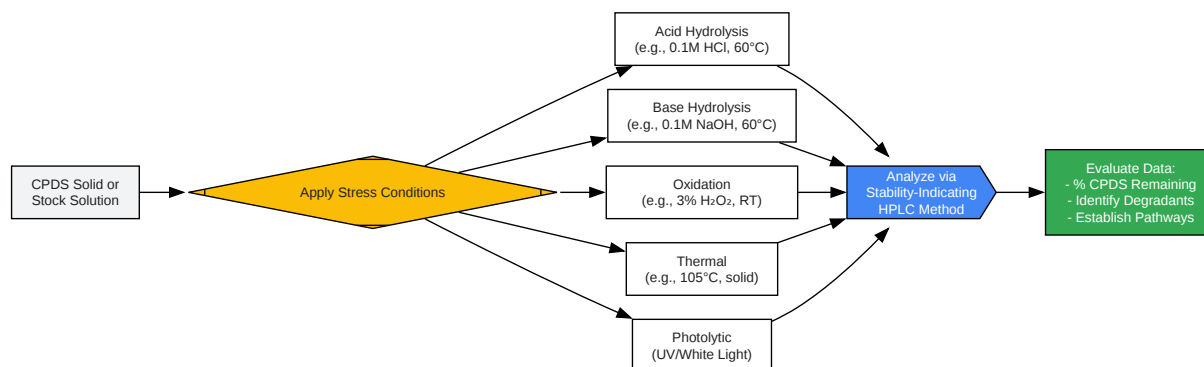 CPDS Solid or
Stock Solution
Apply Stress Conditions
Acid Hydrolysis
(e.g., 0.1M HCl, 60°C)
Base Hydrolysis
(e.g., 0.1M NaOH, 60°C)
Oxidation
(e.g., 3% H₂O₂, RT)
Thermal
(e.g., 105°C, solid)
Photolytic
(UV/White Light)
Analyze via
Stability-Indicating
HPLC Method
Evaluate Data:
- % CPDS Remaining
- Identify Degradants
- Establish Pathways